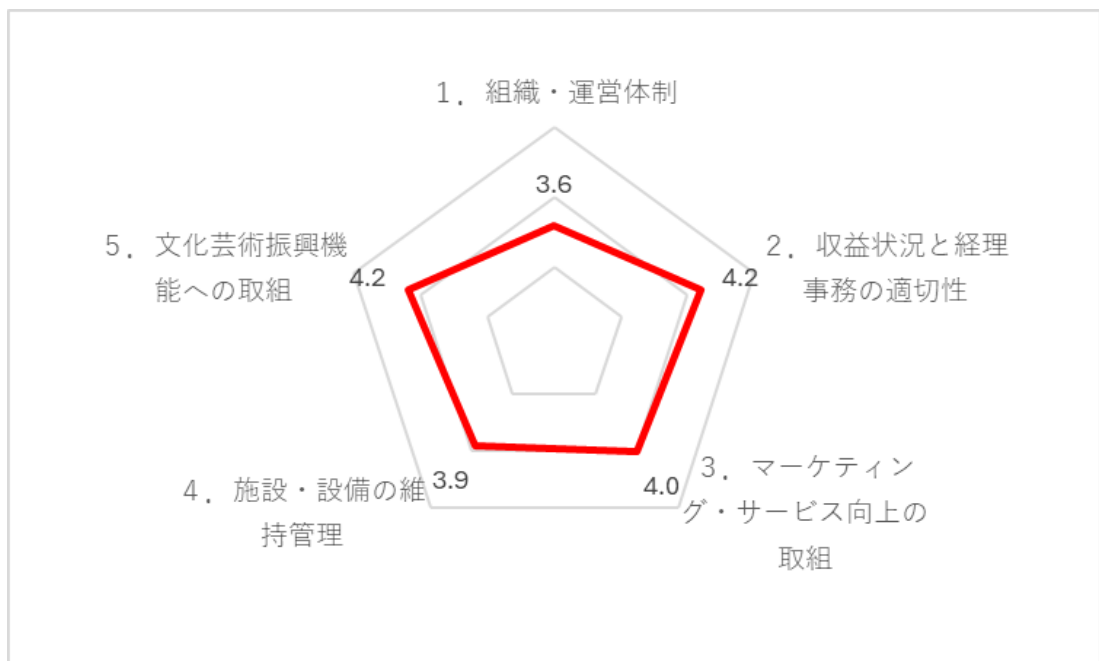 1．組織・運営体制
3.6
2．収益状況と経理
事務の適切性
4.2
3．マーケティン
グ・サービス向上の
取組
4.0
4．施設・設備の維
持管理
3.9
5．文化芸術振興機
能への取組
4.2